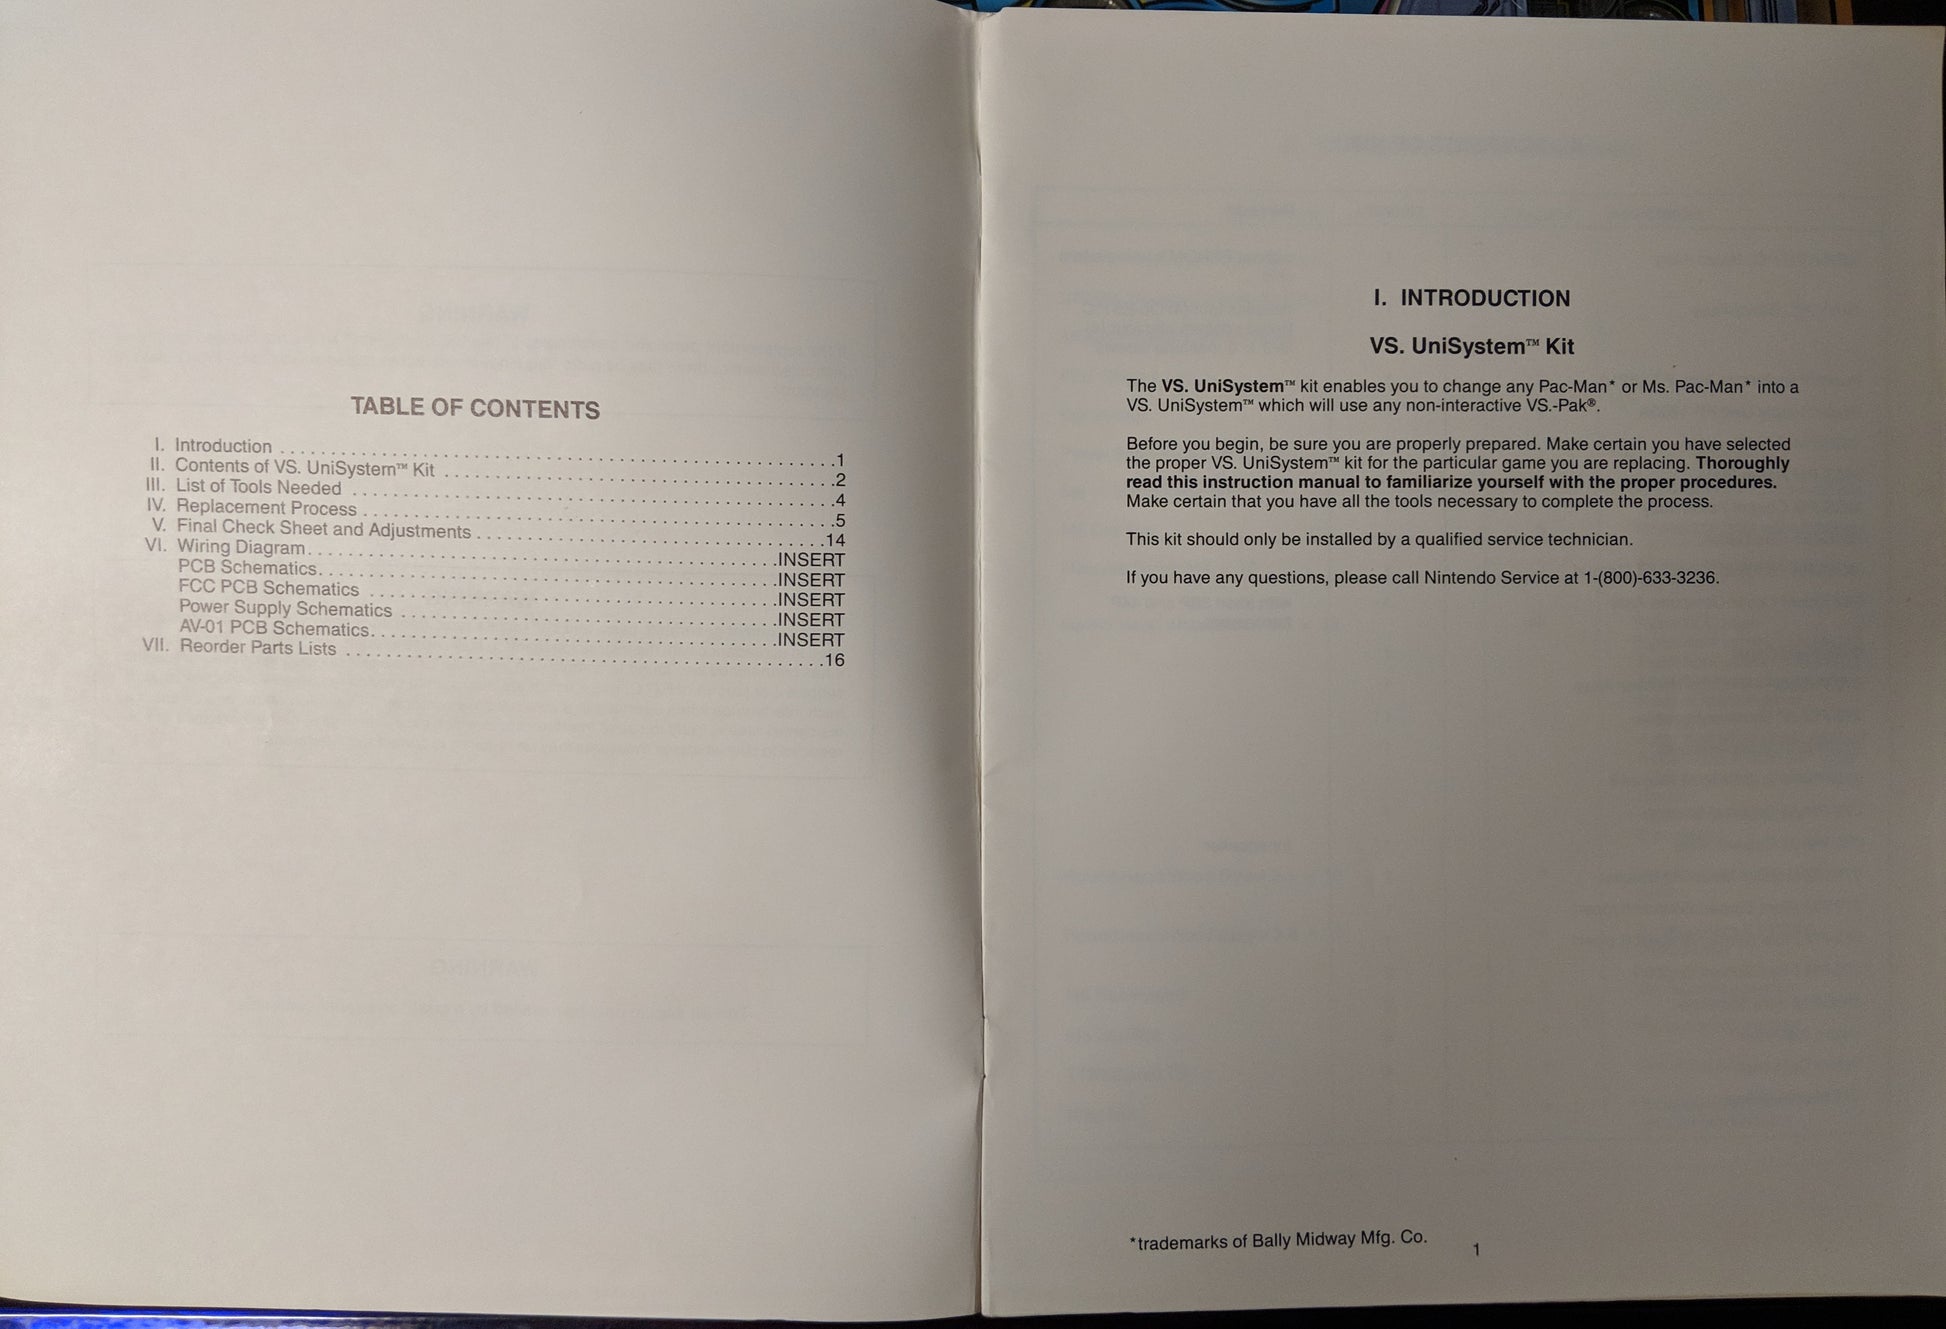 TABLE OF CONTENTS
I. Introduction . . . . . . . . . . . . . . . . . . . . . . . . . . . . . . . . . . . . . . . . . . . . . . . . . . . . . .1
II. Contents of VS. UniSystem™ Kit . . . . . . . . . . . . . . . . . . . . . . . . . . . . . . . . . . . . . .2
III. List of Tools Needed . . . . . . . . . . . . . . . . . . . . . . . . . . . . . . . . . . . . . . . . . . . . . . .4
IV. Replacement Process . . . . . . . . . . . . . . . . . . . . . . . . . . . . . . . . . . . . . . . . . . . . . .5
V. Final Check Sheet and Adjustments . . . . . . . . . . . . . . . . . . . . . . . . . . . . . . . . . .14
VI. Wiring Diagram. . . . . . . . . . . . . . . . . . . . . . . . . . . . . . . . . . . . . . . . . . . . . .INSERT
PCB Schematics. . . . . . . . . . . . . . . . . . . . . . . . . . . . . . . . . . . . . . . . . . . . .INSERT
FCC PCB Schematics . . . . . . . . . . . . . . . . . . . . . . . . . . . . . . . . . . . . . . . .INSERT
Power Supply Schematics . . . . . . . . . . . . . . . . . . . . . . . . . . . . . . . . . . . . .INSERT
AV-01 PCB Schematics. . . . . . . . . . . . . . . . . . . . . . . . . . . . . . . . . . . . . . . .INSERT
VII. Reorder Parts Lists . . . . . . . . . . . . . . . . . . . . . . . . . . . . . . . . . . . . . . . . . . . . . . .16
I. INTRODUCTION
VS. UniSystem™ Kit
The VS. UniSystem™ kit enables you to change any Pac-Man* or Ms. Pac-Man* into a
VS. UniSystem™ which will use any non-interactive VS.-Pak®.
Before you begin, be sure you are properly prepared. Make certain you have selected
the proper VS. UniSystem™ kit for the particular game you are replacing. Thoroughly
read this instruction manual to familiarize yourself with the proper procedures.
Make certain that you have all the tools necessary to complete the process.
This kit should only be installed by a qualified service technician.
If you have any questions, please call Nintendo Service at 1-(800)-633-3236.
*trademarks of Bally Midway Mfg. Co.
1